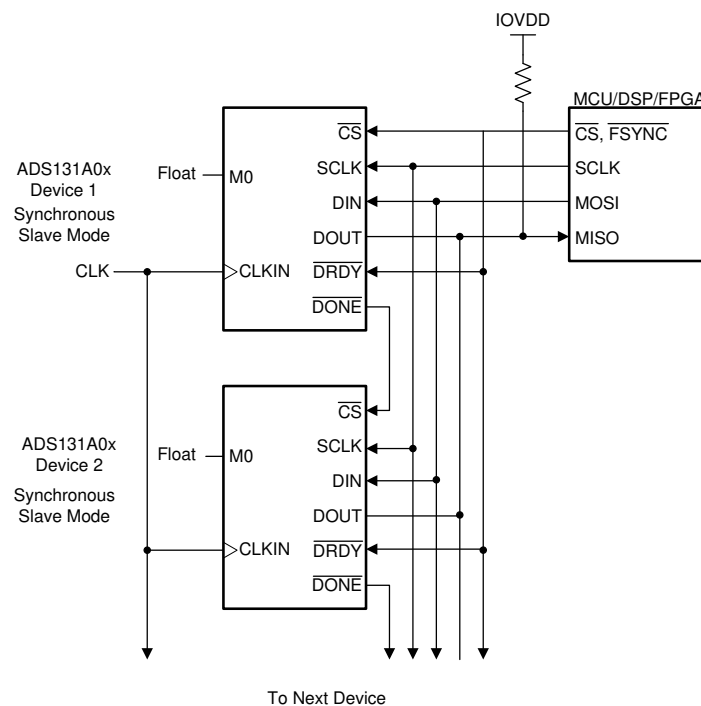 IOVDD
MCU/DSP/FPGA
CS, FSYNC
SCLK
MOSI
MISO
ADS131A0x
Device 1
Synchronous
Slave Mode
CLK
Float
M0
CLKIN
CS
SCLK
DIN
DOUT
DRDY
DONE
ADS131A0x
Device 2
Synchronous
Slave Mode
Float
M0
CLKIN
CS
SCLK
DIN
DOUT
DRDY
DONE
To Next Device